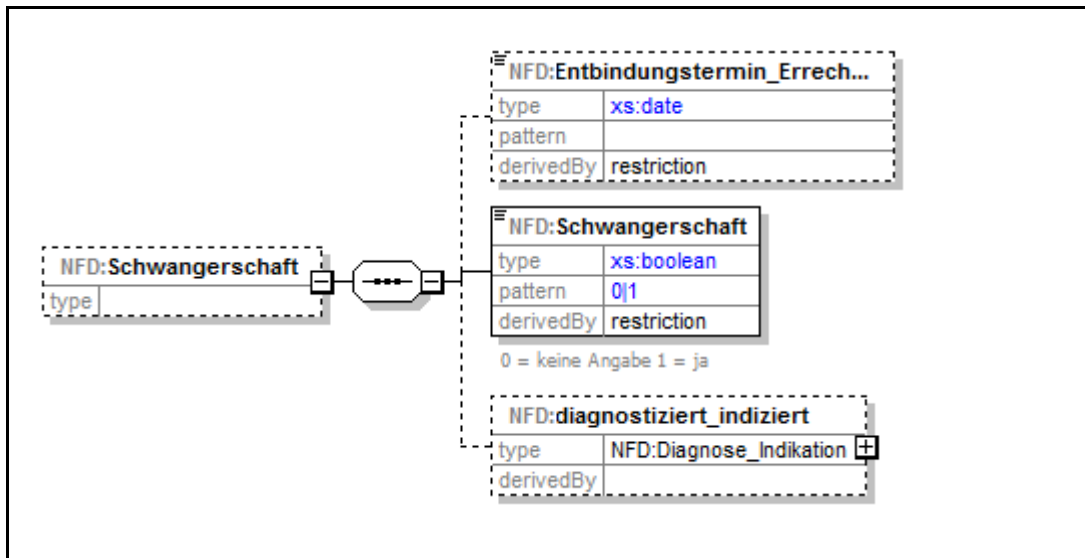 NFD:Entbindungstermin_Errech...
type xs:date
pattern
derivedBy restriction
NFD:Schwangerschaft
type xs:boolean
pattern 0|1
derivedBy restriction
0 = keine Angabe 1 = ja
NFD:Schwangerschaft
type
NFD:diagnostiziert_indiziert
type NFD:Diagnose_Indikation
derivedBy